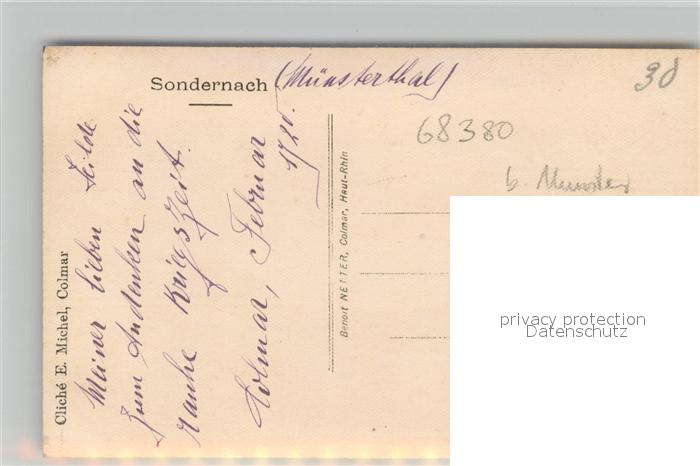 Sondernach (Münsterthal)
30
68380
b. Munster
Cliché E. Michel, Colmar
Meiner lieben
zum Andenken an die
rauhe Kriegszeit.
Colmar, Februar
Benoit NETTER, Colmar, Haut-Rhin
privacy protection
Datenschutz